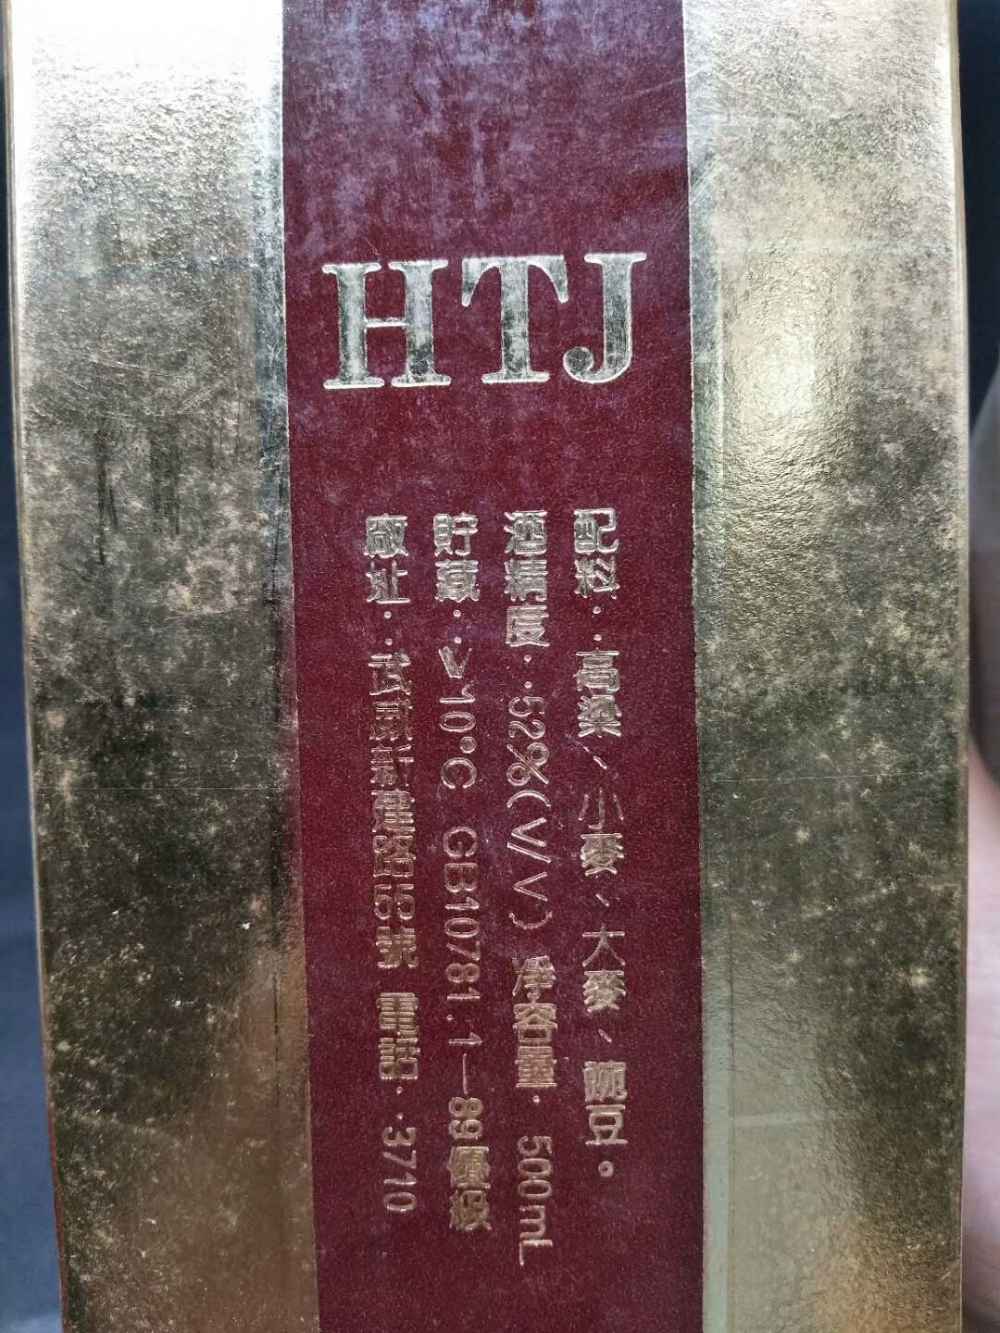 HTJ
配料：高粱、小麥、大麥、豌豆。
酒精度：52%(V/V) 净容量：500mL
貯藏：≥10°C GB10781.1—89優級
廠址：武威新建路55號 電話：3710